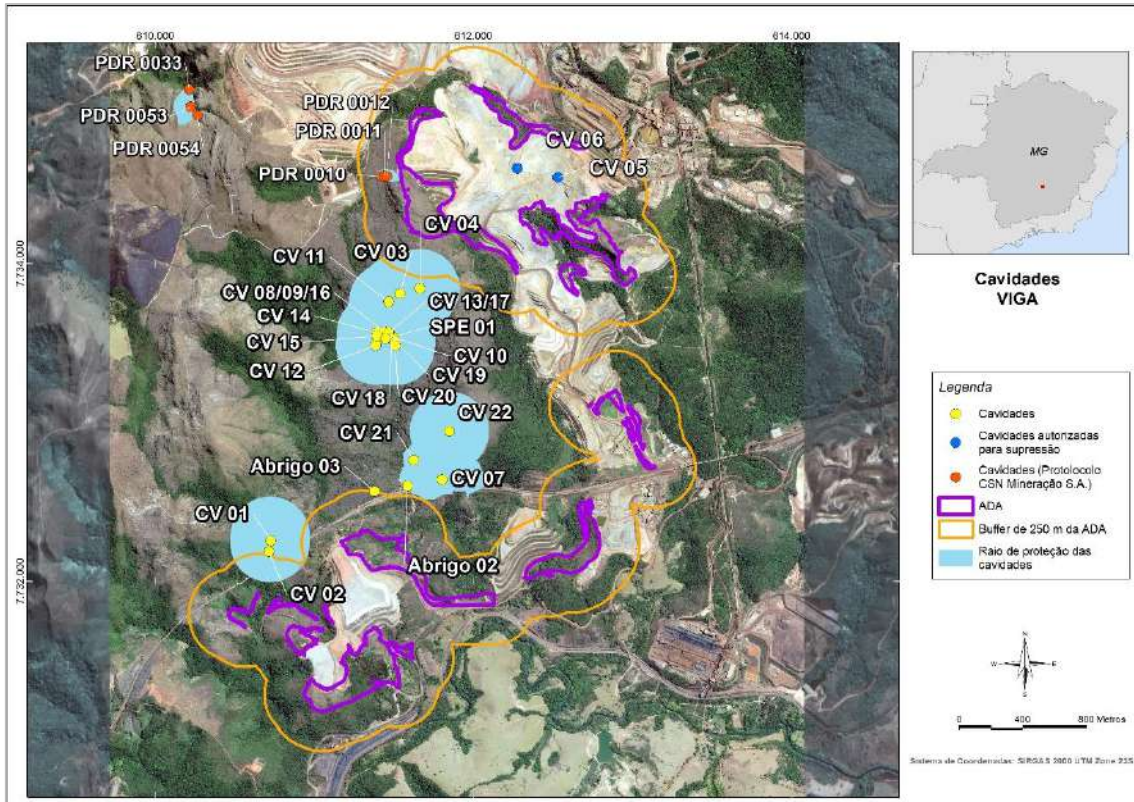 610.000
612.000
614.000
PDR 0033
PDR 0012
PDR 0053
PDR 0011
CV 06
PDR 0054
PDR 0010
CV 05
CV 04
CV 11
CV 03
7.734.000
CV 08/09/16
CV 13/17
CV 14
SPE 01
CV 15
CV 10
CV 12
CV 19
CV 18
CV 20
CV 22
CV 21
Abrigo 03
CV 07
CV 01
Abrigo 02
7.732.000
CV 02
MG
Cavidades
VIGA
Legenda
Cavidades
Cavidades autorizadas
para supressão
Cavidades (Protolocolo
CSN Mineração S.A.)
ADA
Buffer de 250 m da ADA
Raio de proteção das
cavidades
N
W
E
S
0 400 800 Metros
Sistema de Coordenadas: SIRGAS 2000 UTM Zone 23S